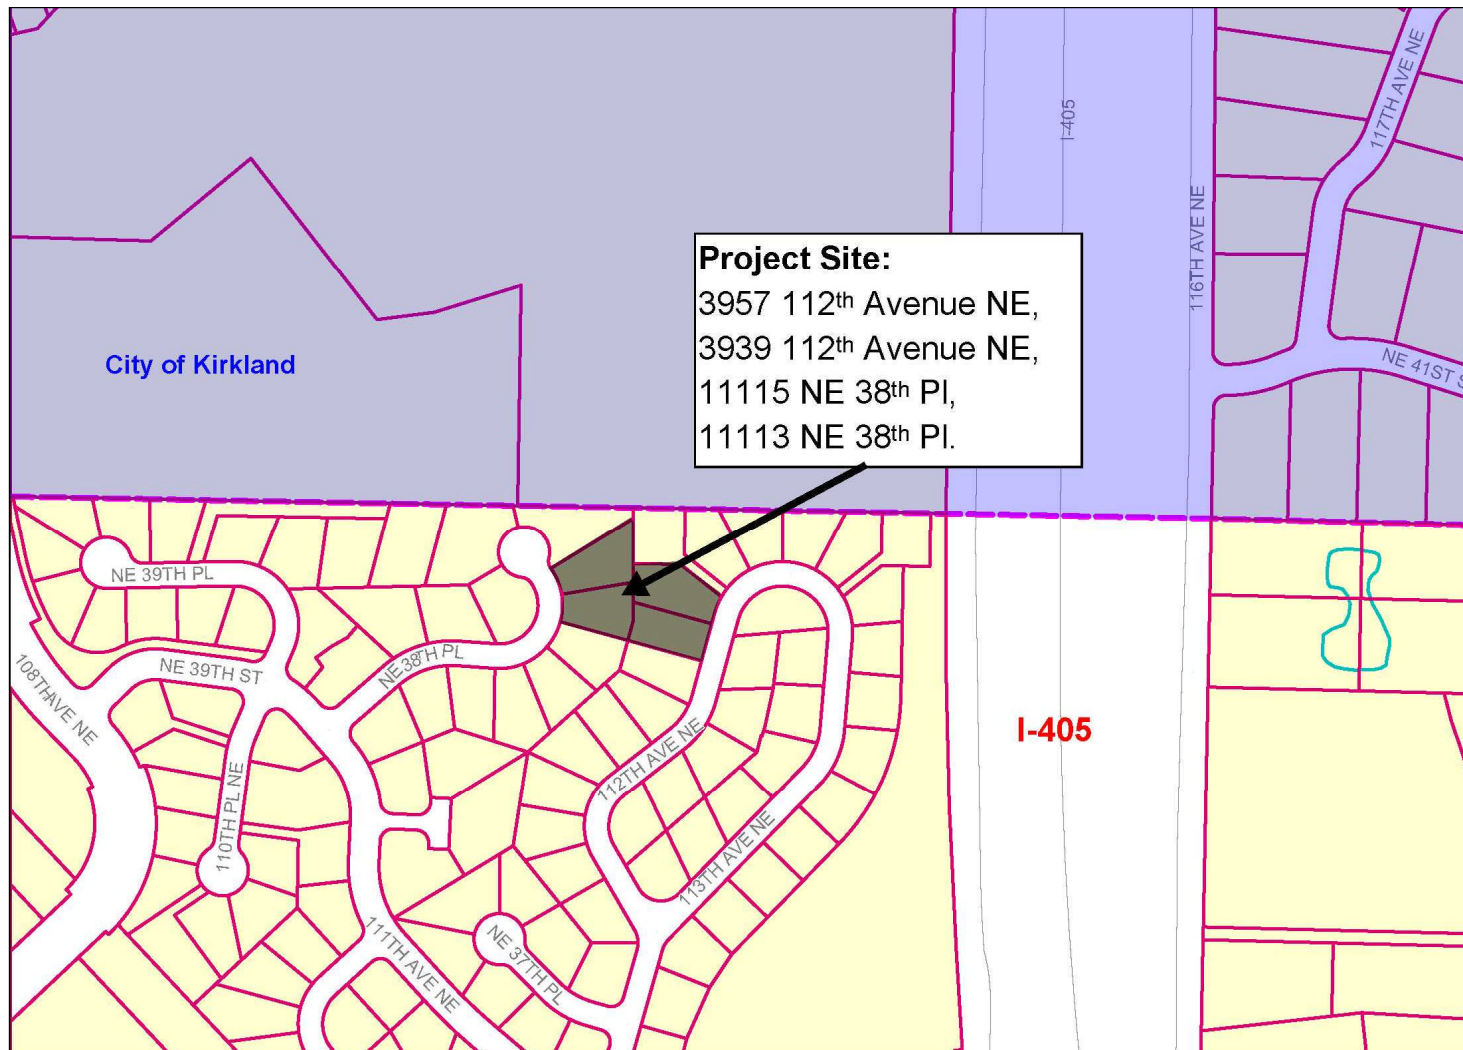 I-405
117TH AVE NE
116TH AVE NE
Project Site:
3957 112th Avenue NE,
3939 112th Avenue NE,
11115 NE 38th Pl,
11113 NE 38th Pl.
City of Kirkland
NE 41ST S
NE 39TH PL
NE 38TH PL
NE 39TH ST
108TH AVE NE
I-405
112TH AVE NE
110TH PL NE
113TH AVE NE
111TH AVE NE
NE 37TH PL